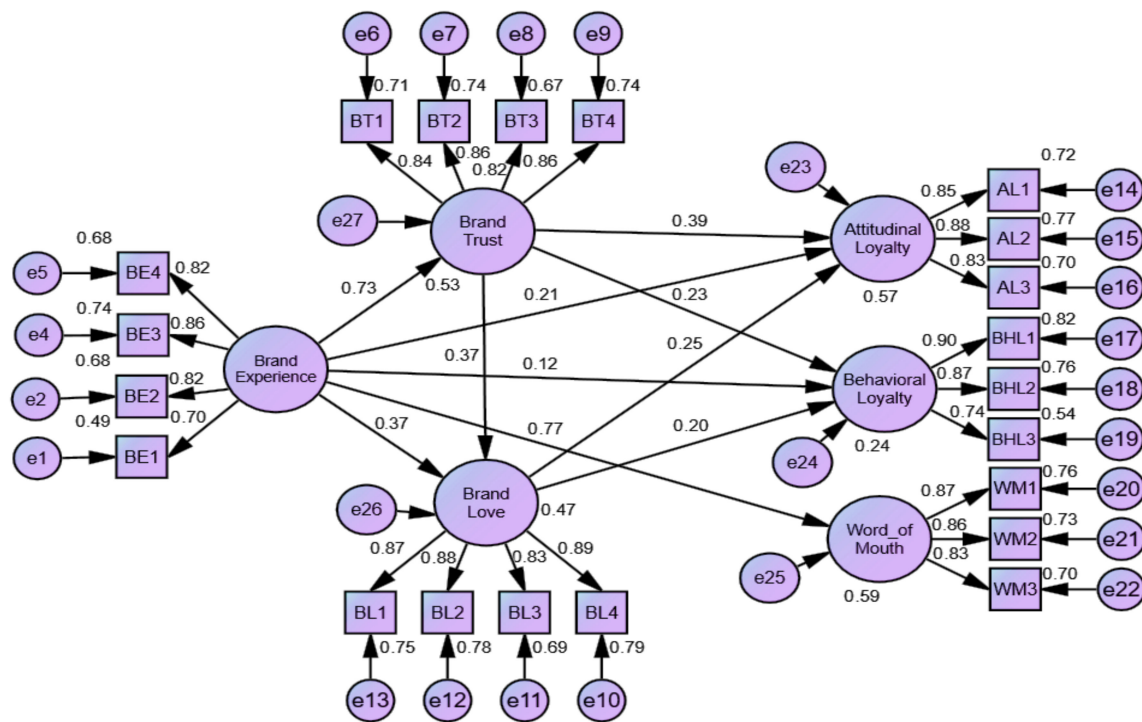 e6 e7 e8 e9
0.71 0.74 0.67 0.74
BT1 BT2 BT3 BT4
0.84 0.86 0.82 0.86
e23
0.72
0.85 AL1 e14
e27
Brand
Trust
0.39
Attitudinal
Loyalty
0.88 AL2 0.77 e15
0.83 AL3 0.70 e16
0.57
0.68
e5 BE4 0.82
0.73 0.53 0.21 0.23
0.74
e4 BE3 0.86
0.68
e2 BE2 0.82
0.49
e1 BE1 0.70
Brand
Experience
0.37 0.12 0.25
0.37 0.77 0.20
Behavioral
Loyalty
0.90 BHL1 0.82 e17
0.87 BHL2 0.76 e18
0.74 BHL3 0.54 e19
e24 0.24
e26
Brand
Love
0.47
Word_of
Mouth
0.87 WM1 0.76 e20
0.86 WM2 0.73 e21
0.83 WM3 0.70 e22
e25 0.59
0.87 0.88 0.83 0.89
BL1 BL2 BL3 BL4
0.75 0.78 0.69 0.79
e13 e12 e11 e10